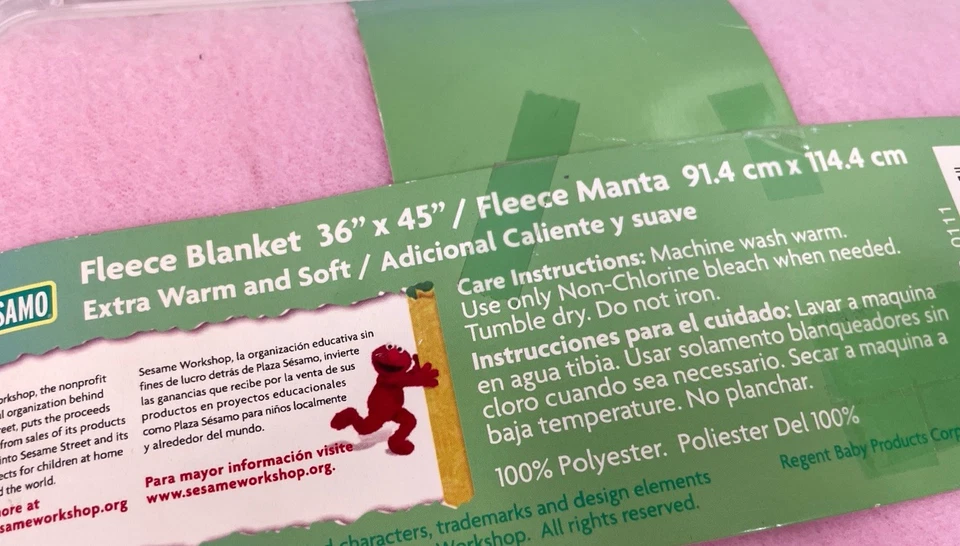 Fleece Blanket 36” x 45” / Fleece Manta 91.4 cm x 114.4 cm
Extra Warm and Soft / Adicional Caliente y suave
SAMO
Care Instructions: Machine wash warm.
Use only Non-Chlorine bleach when needed.
Tumble dry. Do not iron.
Instrucciones para el cuidado: Lavar a maquina
en agua tibia. Usar solamento blanqueadores sin
cloro cuando sea necessario. Secar a maquina a
baja temperature. No planchar.
100% Polyester. Poliester Del 100%
Regent Baby Products Corp
orkshop, the nonprofit
l organization behind
reet, puts the proceeds
from sales of its products
into Sesame Street and its
ects for children at home
d the world.
ore at
sameworkshop.org
Sesame Workshop, la organización educativa sin
fines de lucro detrás de Plaza Sésamo, invierte
las ganancias que recibe por la venta de sus
productos en proyectos educacionales
como Plaza Sésamo para niños localmente
y alrededor del mundo.
Para mayor información visite
www.sesameworkshop.org.
characters, trademarks and design elements
Workshop. All rights reserved.